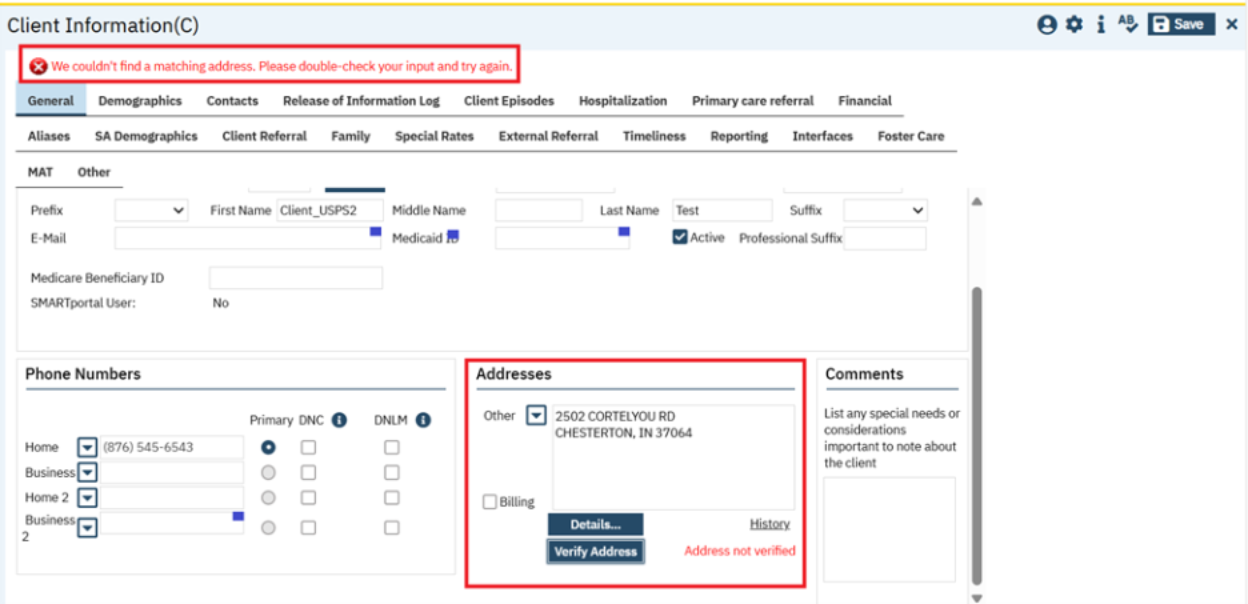 Client Information(C)
Save
We couldn't find a matching address. Please double-check your input and try again.
General Demographics Contacts Release of Information Log Client Episodes Hospitalization Primary care referral Financial
Aliases SA Demographics Client Referral Family Special Rates External Referral Timeliness Reporting Interfaces Foster Care
MAT Other
Prefix First Name Client_USPS2 Middle Name Last Name Test Suffix
E-Mail Medicaid ID Active Professional Suffix
Medicare Beneficiary ID
SMARTportal User: No
Phone Numbers
Primary DNC DNLM
Home (876) 545-6543
Business
Home 2
Business
2
Addresses
Other 2502 CORTELYOU RD
CHESTERTON, IN 37064
Billing
Details... History
Verify Address Address not verified
Comments
List any special needs or
considerations
important to note about
the client